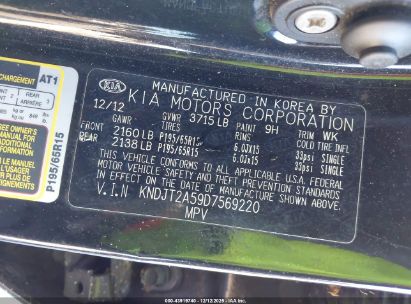 CHARGEMENT AT1
P195/65R15
MANUFACTURED IN KOREA BY
KIA MOTORS CORPORATION
KIA
12/12 GVWR 3715 LB PAINT 9H TRIM WK
GAWR TIRES RIMS COLD TIRE INFL
FRONT 2160 LB P195/65R15 6.0JX15 33psi SINGLE
REAR 2138 LB P195/65R15 6.0JX15 33psi SINGLE
THIS VEHICLE CONFORMS TO ALL APPLICABLE U.S. FEDERAL
MOTOR VEHICLE SAFETY AND THEFT PREVENTION STANDARDS
IN EFFECT ON THE DATE OF MANUFACTURE SHOWN ABOVE.
V.I.N KNDJT2A59D7569220
MPV